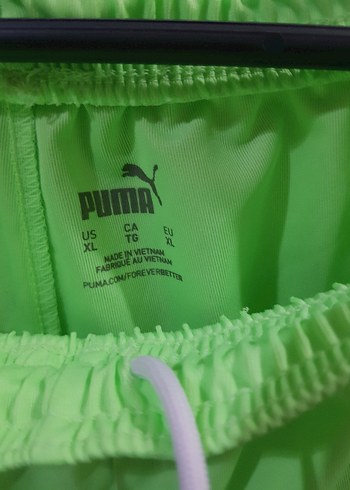 PUMA
US CA EU
XL TG XL
MADE IN VIETNAM
FABRIQUÉ AU VIETNAM
PUMA.COM/FOREVERBETTER